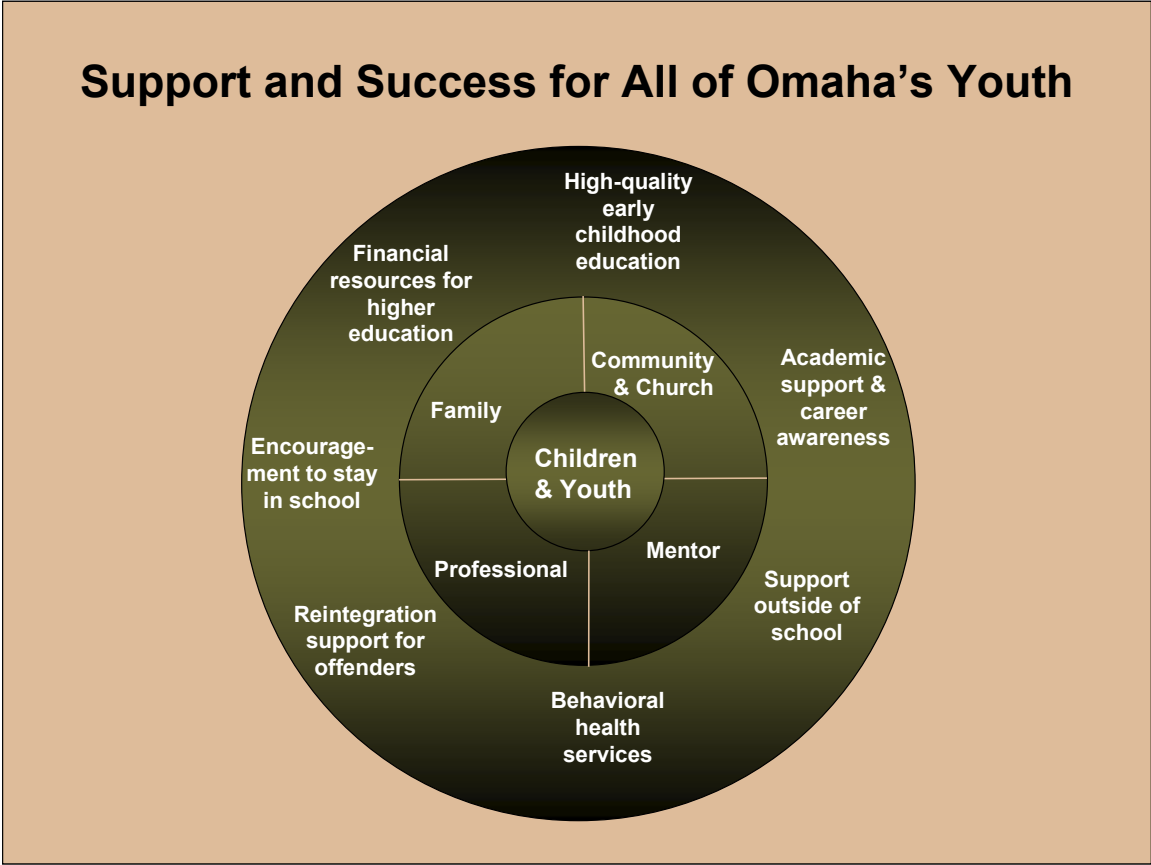 Support and Success for All of Omaha’s Youth
High-quality
early
childhood
education
Financial
resources for
higher
education
Community
& Church
Academic
support &
career
awareness
Family
Encourage-
ment to stay
in school
Children
& Youth
Professional
Mentor
Support
outside of
school
Reintegration
support for
offenders
Behavioral
health
services